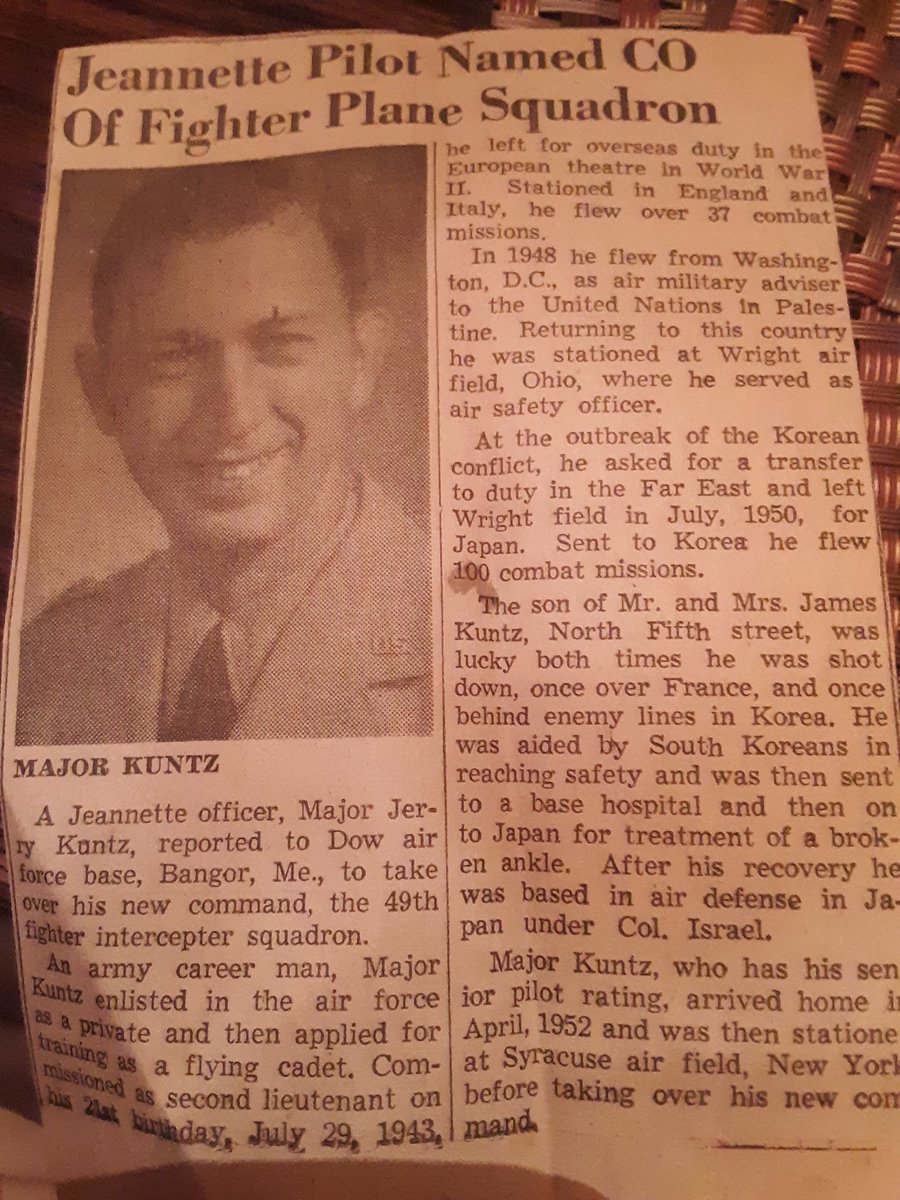 Jeannette Pilot Named CO
Of Fighter Plane Squadron
MAJOR KUNTZ
A Jeannette officer, Major Jer-
ry Kuntz, reported to Dow air
force base, Bangor, Me., to take
over his new command, the 49th
fighter intercepter squadron.
An army career man, Major
Kuntz enlisted in the air force
as a private and then applied for
training as a flying cadet. Com-
missioned as second lieutenant on
his 21st birthday, July 29, 1943,
he left for overseas duty in the
European theatre in World War
II. Stationed in England and
Italy, he flew over 37 combat
missions.
In 1948 he flew from Washing-
ton, D.C., as air military adviser
to the United Nations in Pales-
tine. Returning to this country
he was stationed at Wright air
field, Ohio, where he served as
air safety officer.
At the outbreak of the Korean
conflict, he asked for a transfer
to duty in the Far East and left
Wright field in July, 1950, for
Japan. Sent to Korea he flew
100 combat missions.
The son of Mr. and Mrs. James
Kuntz, North Fifth street, was
lucky both times he was shot
down, once over France, and once
behind enemy lines in Korea. He
was aided by South Koreans in
reaching safety and was then sent
to a base hospital and then on
to Japan for treatment of a brok-
en ankle. After his recovery he
was based in air defense in Ja-
pan under Col. Israel.
Major Kuntz, who has his sen
ior pilot rating, arrived home i
April, 1952 and was then statione
at Syracuse air field, New York
before taking over his new com
mand.